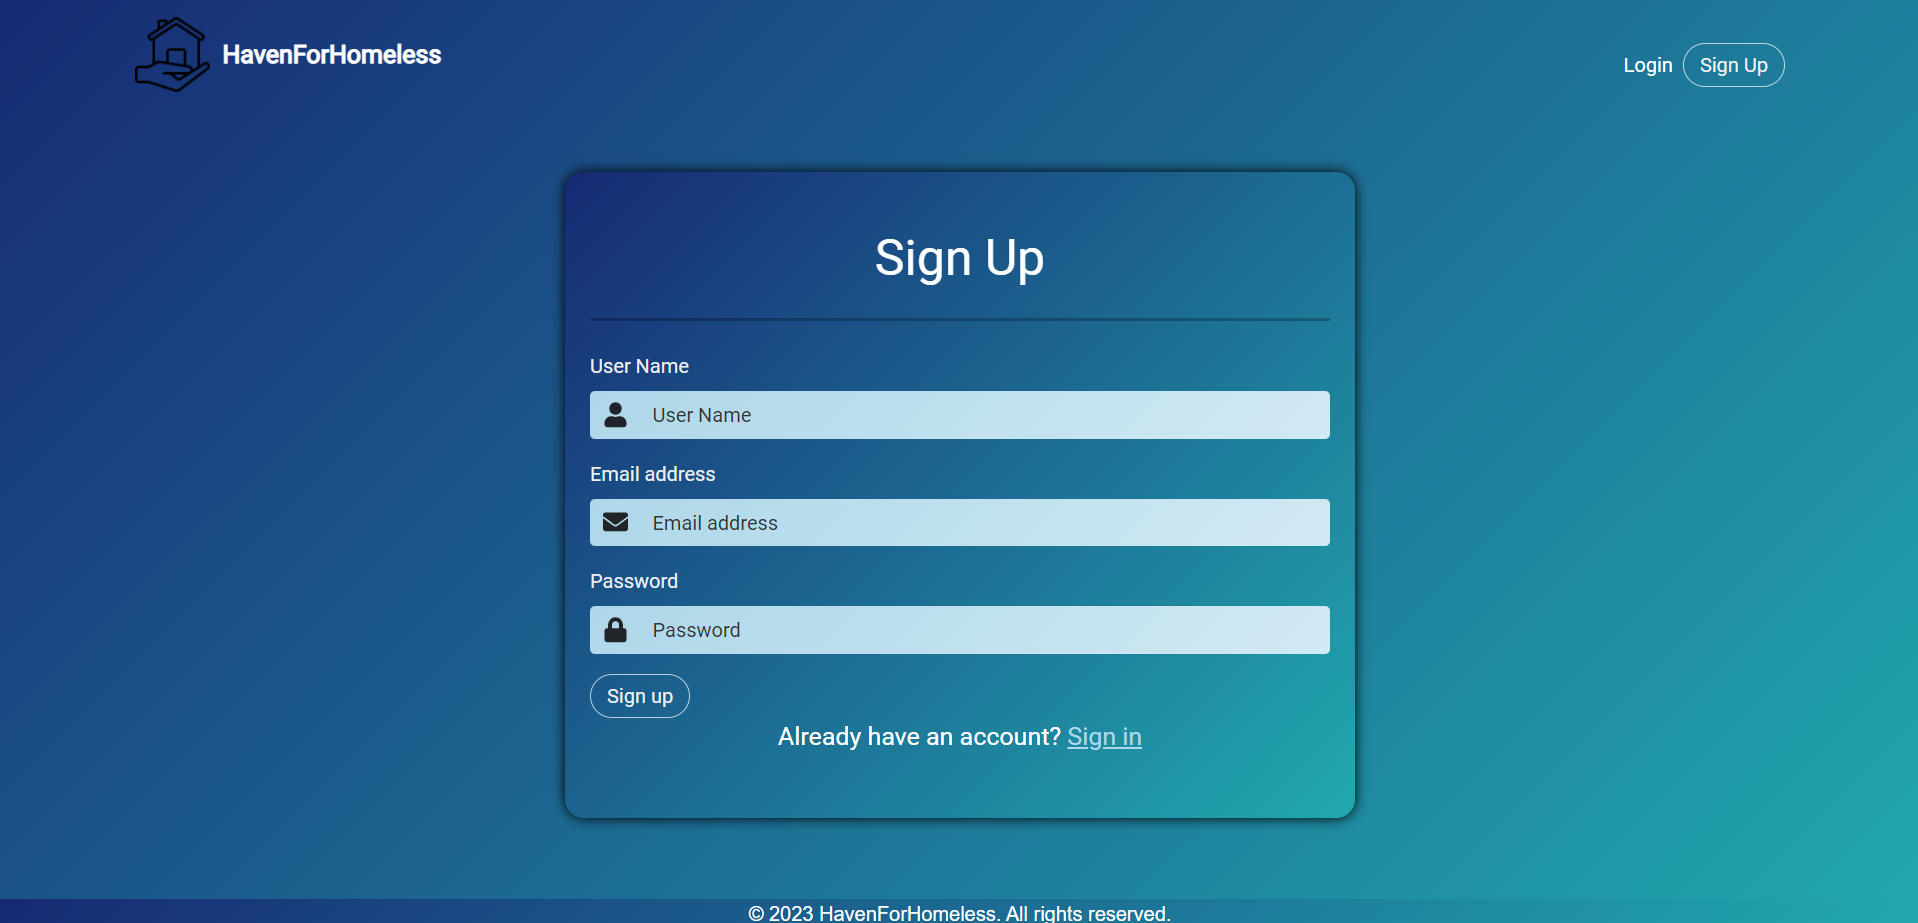 HavenForHomeless
Login
Sign Up
Sign Up
User Name
User Name
Email address
Email address
Password
Password
Sign up
Already have an account? Sign in
© 2023 HavenForHomeless. All rights reserved.